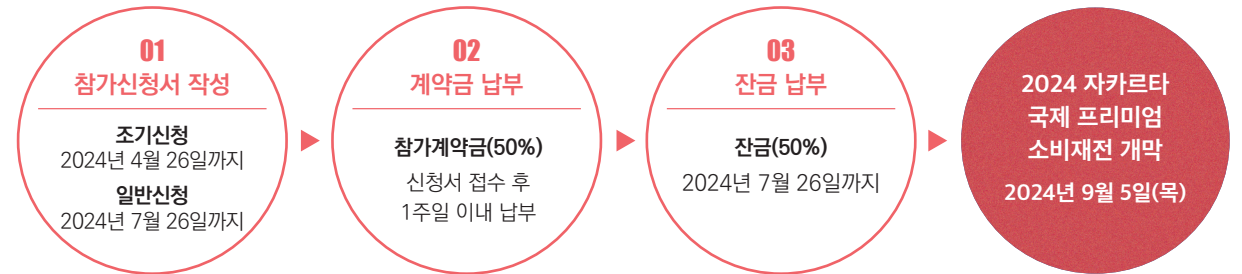 01
참가신청서 작성
조기신청
2024년 4월 26일까지
일반신청
2024년 7월 26일까지
02
계약금 납부
참가계약금(50%)
신청서 접수 후
1주일 이내 납부
03
잔금 납부
잔금(50%)
2024년 7월 26일까지
2024 자카르타
국제 프리미엄
소비재전 개막
2024년 9월 5일(목)